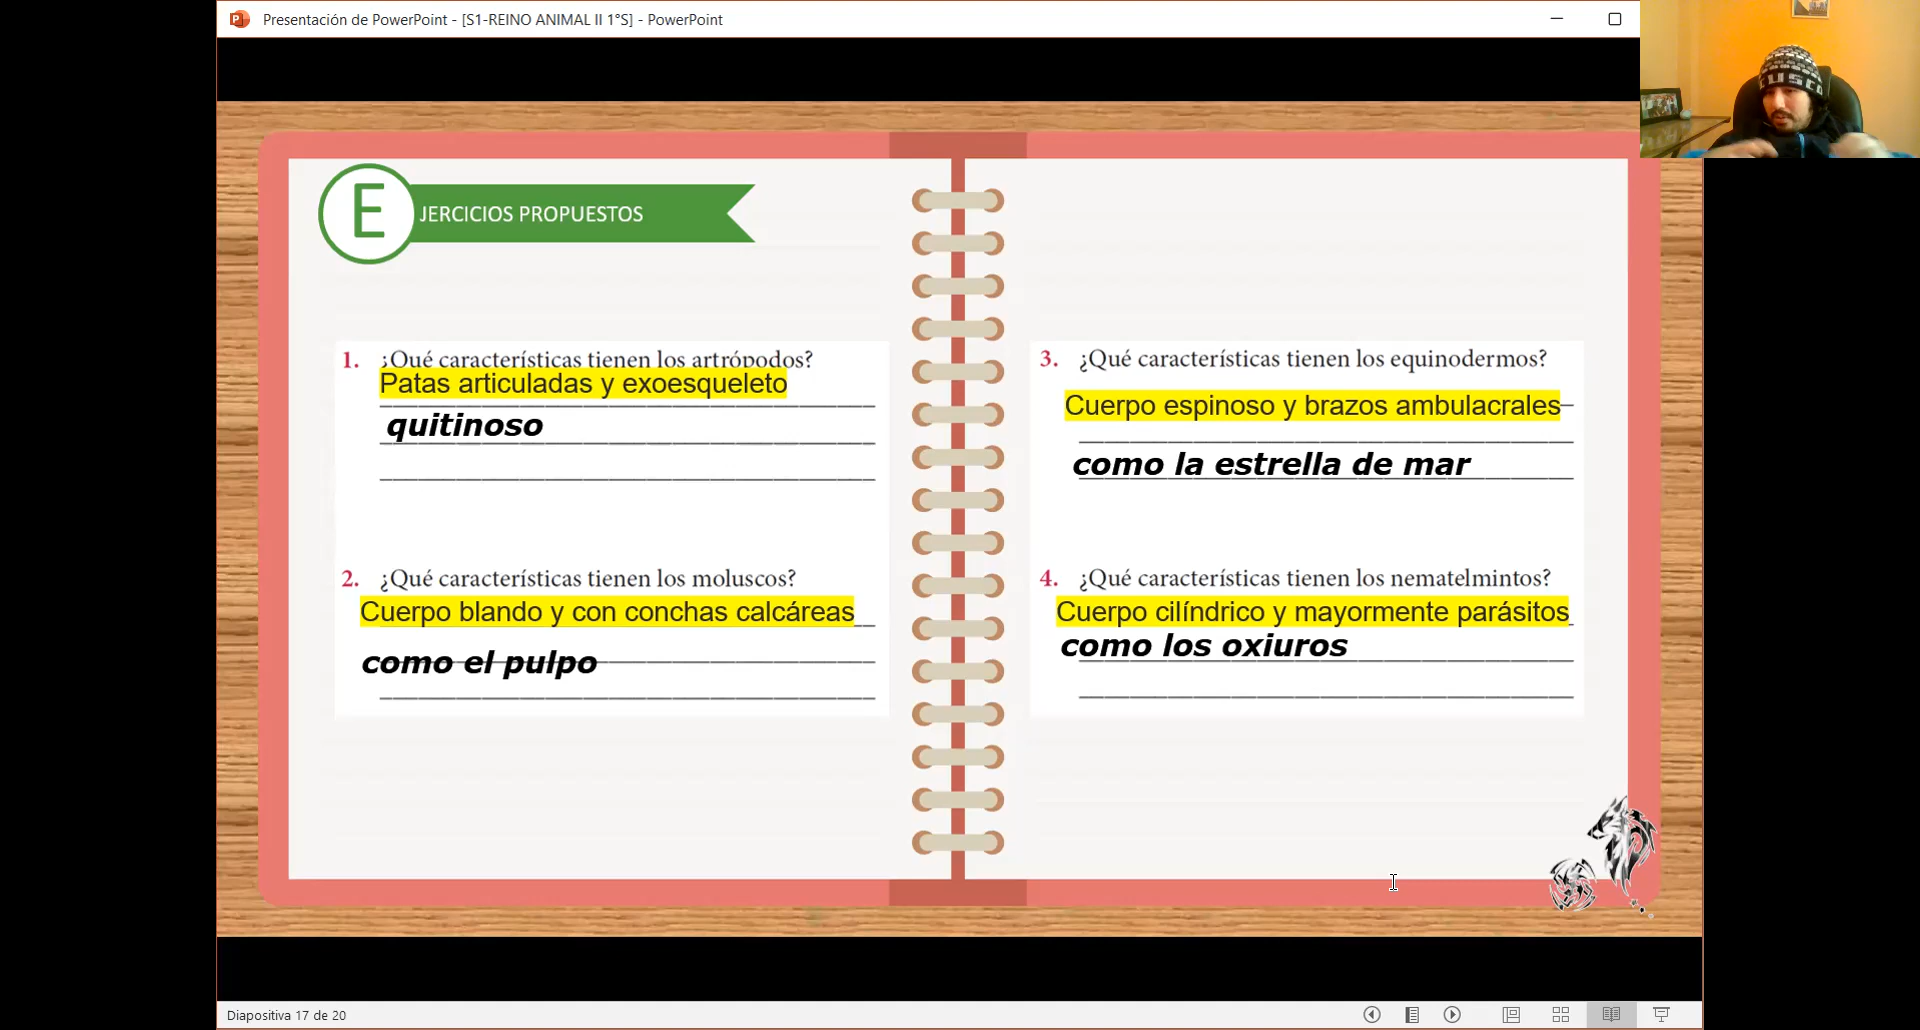 Presentación de PowerPoint - [S1-REINO ANIMAL II 1°S] - PowerPoint
CUSCO
EJERCICIOS PROPUESTOS
1. ¿Qué características tienen los artrópodos?
Patas articuladas y exoesqueleto
quitinoso
2. ¿Qué características tienen los moluscos?
Cuerpo blando y con conchas calcáreas
como el pulpo
3. ¿Qué características tienen los equinodermos?
Cuerpo espinoso y brazos ambulacrales
como la estrella de mar
4. ¿Qué características tienen los nematelmintos?
Cuerpo cilíndrico y mayormente parásitos
como los oxiuros
Diapositiva 17 de 20